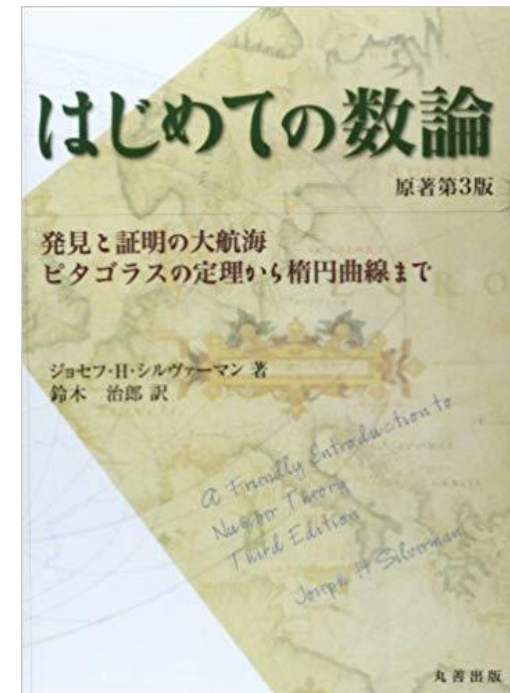 はじめての数論
原著第3版
発見と証明の大航海
ピタゴラスの定理から楕円曲線まで
ジョセフ・H・シルヴァーマン 著
鈴木 治郎 訳
A Friendly Introduction to
Number Theory
Third Edition
Joseph H Silverman
丸善出版